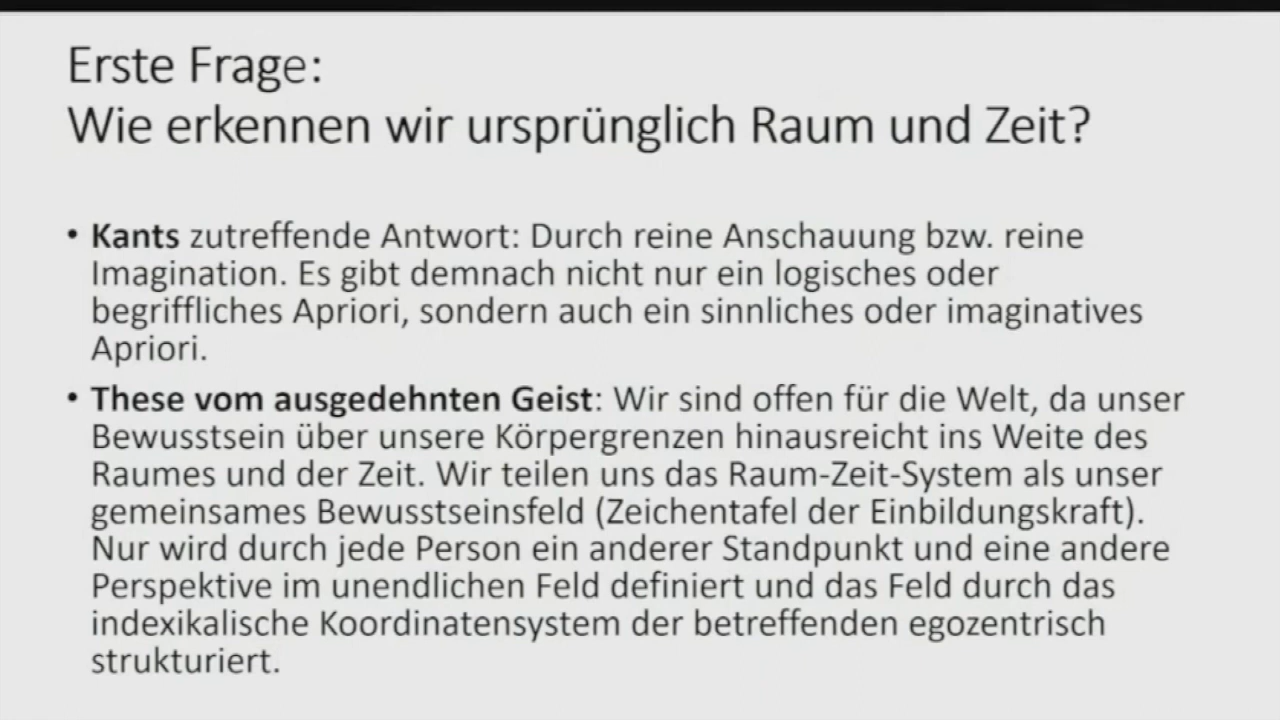 Erste Frage:
Wie erkennen wir ursprünglich Raum und Zeit?
• Kants zutreffende Antwort: Durch reine Anschauung bzw. reine
Imagination. Es gibt demnach nicht nur ein logisches oder
begriffliches Apriori, sondern auch ein sinnliches oder imaginatives
Apriori.
• These vom ausgedehnten Geist: Wir sind offen für die Welt, da unser
Bewusstsein über unsere Körpergrenzen hinausreicht ins Weite des
Raumes und der Zeit. Wir teilen uns das Raum-Zeit-System als unser
gemeinsames Bewusstseinsfeld (Zeichentafel der Einbildungskraft).
Nur wird durch jede Person ein anderer Standpunkt und eine andere
Perspektive im unendlichen Feld definiert und das Feld durch das
indexikalische Koordinatensystem der betreffenden egozentrisch
strukturiert.